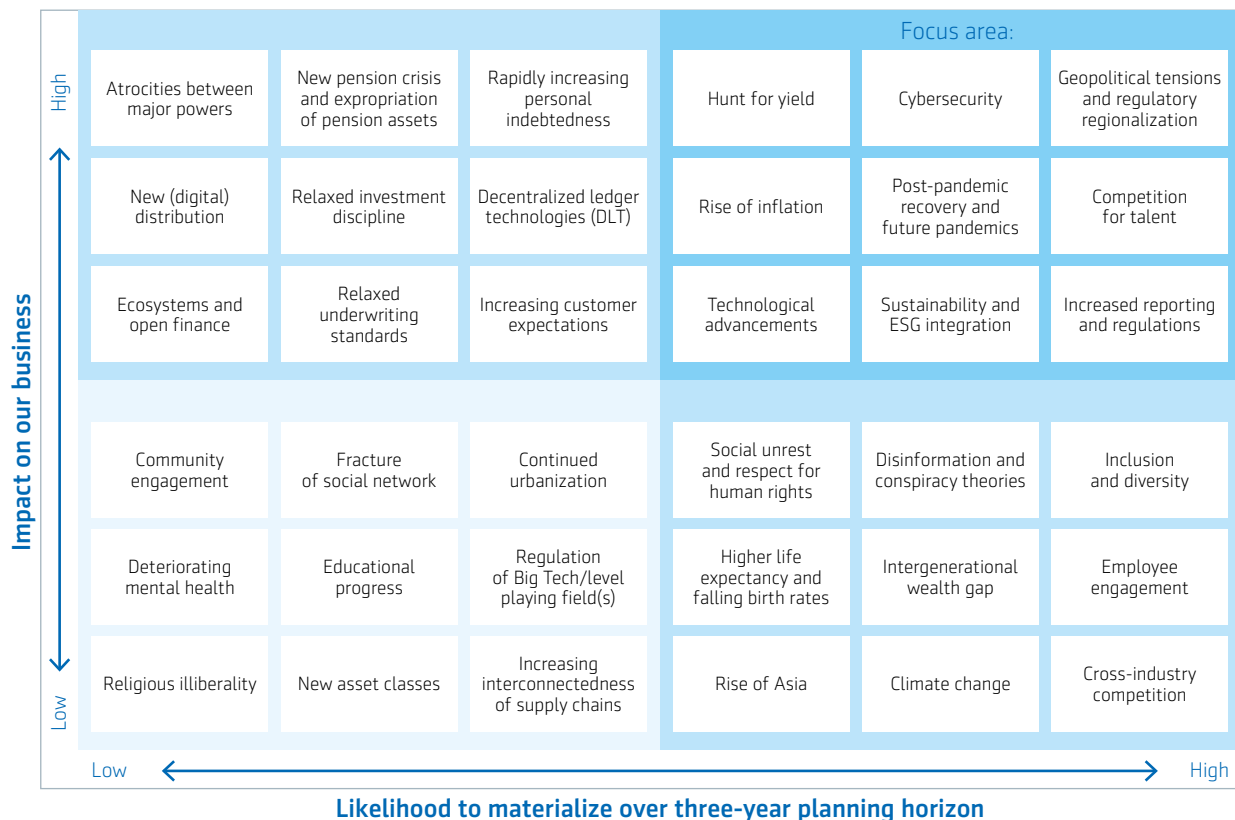 Focus area:
High
Atrocities between
major powers
New pension crisis
and expropriation
of pension assets
Rapidly increasing
personal
indebtedness
Hunt for yield
Cybersecurity
Geopolitical tensions
and regulatory
regionalization
New (digital)
distribution
Relaxed investment
discipline
Decentralized ledger
technologies (DLT)
Rise of inflation
Post-pandemic
recovery and
future pandemics
Competition
for talent
Ecosystems and
open finance
Relaxed
underwriting
standards
Increasing customer
expectations
Technological
advancements
Sustainability and
ESG integration
Increased reporting
and regulations
Impact on our business
Community
engagement
Fracture
of social network
Continued
urbanization
Social unrest
and respect for
human rights
Disinformation and
conspiracy theories
Inclusion
and diversity
Deteriorating
mental health
Educational
progress
Regulation
of Big Tech/level
playing field(s)
Higher life
expectancy and
falling birth rates
Intergenerational
wealth gap
Employee
engagement
Religious illiberality
New asset classes
Increasing
interconnectedness
of supply chains
Rise of Asia
Climate change
Cross-industry
competition
Low
Low
High
Likelihood to materialize over three-year planning horizon